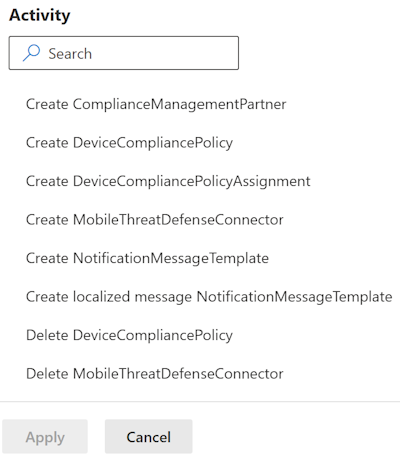 Activity
Search
Create ComplianceManagementPartner
Create DeviceCompliancePolicy
Create DeviceCompliancePolicyAssignment
Create MobileThreatDefenseConnector
Create NotificationMessageTemplate
Create localized message NotificationMessageTemplate
Delete DeviceCompliancePolicy
Delete MobileThreatDefenseConnector
Apply
Cancel